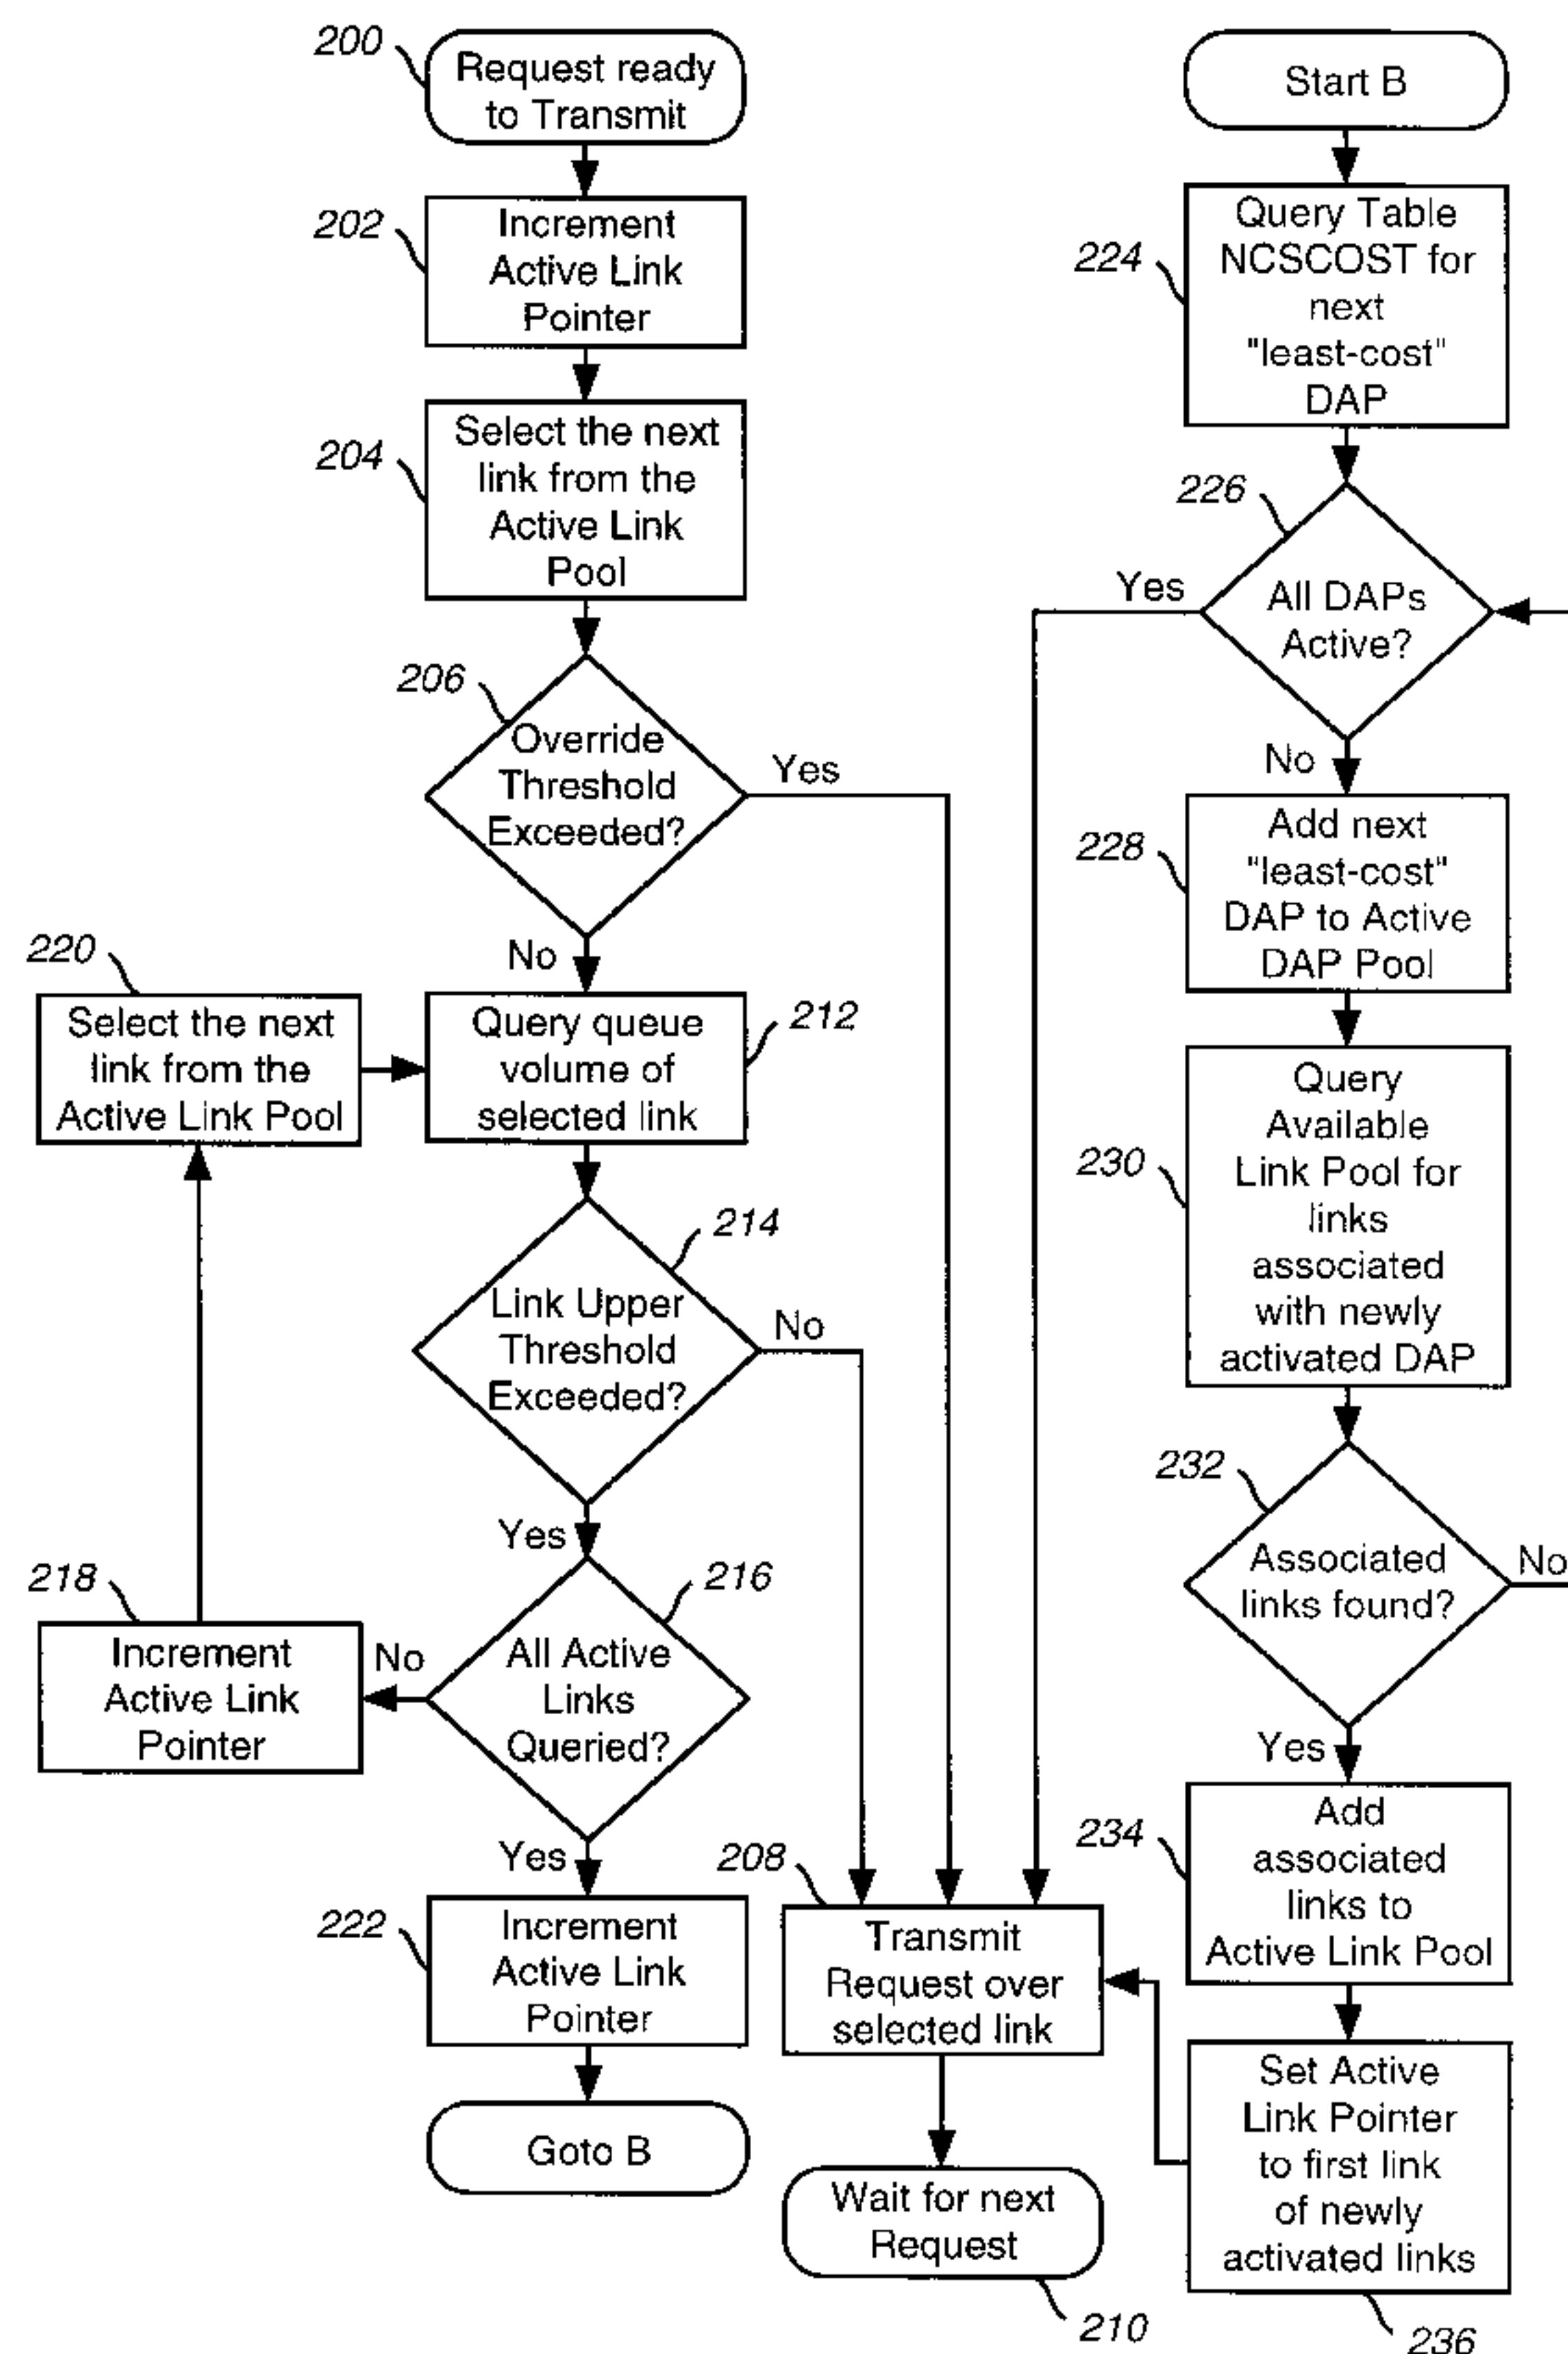 200
Request ready
to Transmit
202
Increment
Active Link
Pointer
204
Select the next
link from the
Active Link
Pool
206
Override
Threshold
Exceeded?
Yes
No
220
Select the next
link from the
Active Link Pool
Query queue
volume of
selected link
212
214
Link Upper
Threshold
Exceeded?
No
Yes
216
218
Increment
Active Link
Pointer
No
All Active
Links
Queried?
Yes
222
Increment
Active Link
Pointer
Goto B
208
Transmit
Request over
selected link
Wait for next
Request
210
Start B
224
Query Table
NCSCOST for
next
"least-cost"
DAP
226
Yes
All DAPs
Active?
No
228
Add next
"least-cost"
DAP to Active
DAP Pool
230
Query
Available
Link Pool for
links
associated
with newly
activated DAP
232
Associated
links found?
No
Yes
234
Add
associated
links to
Active Link Pool
Set Active
Link Pointer
to first link
of newly
activated links
236